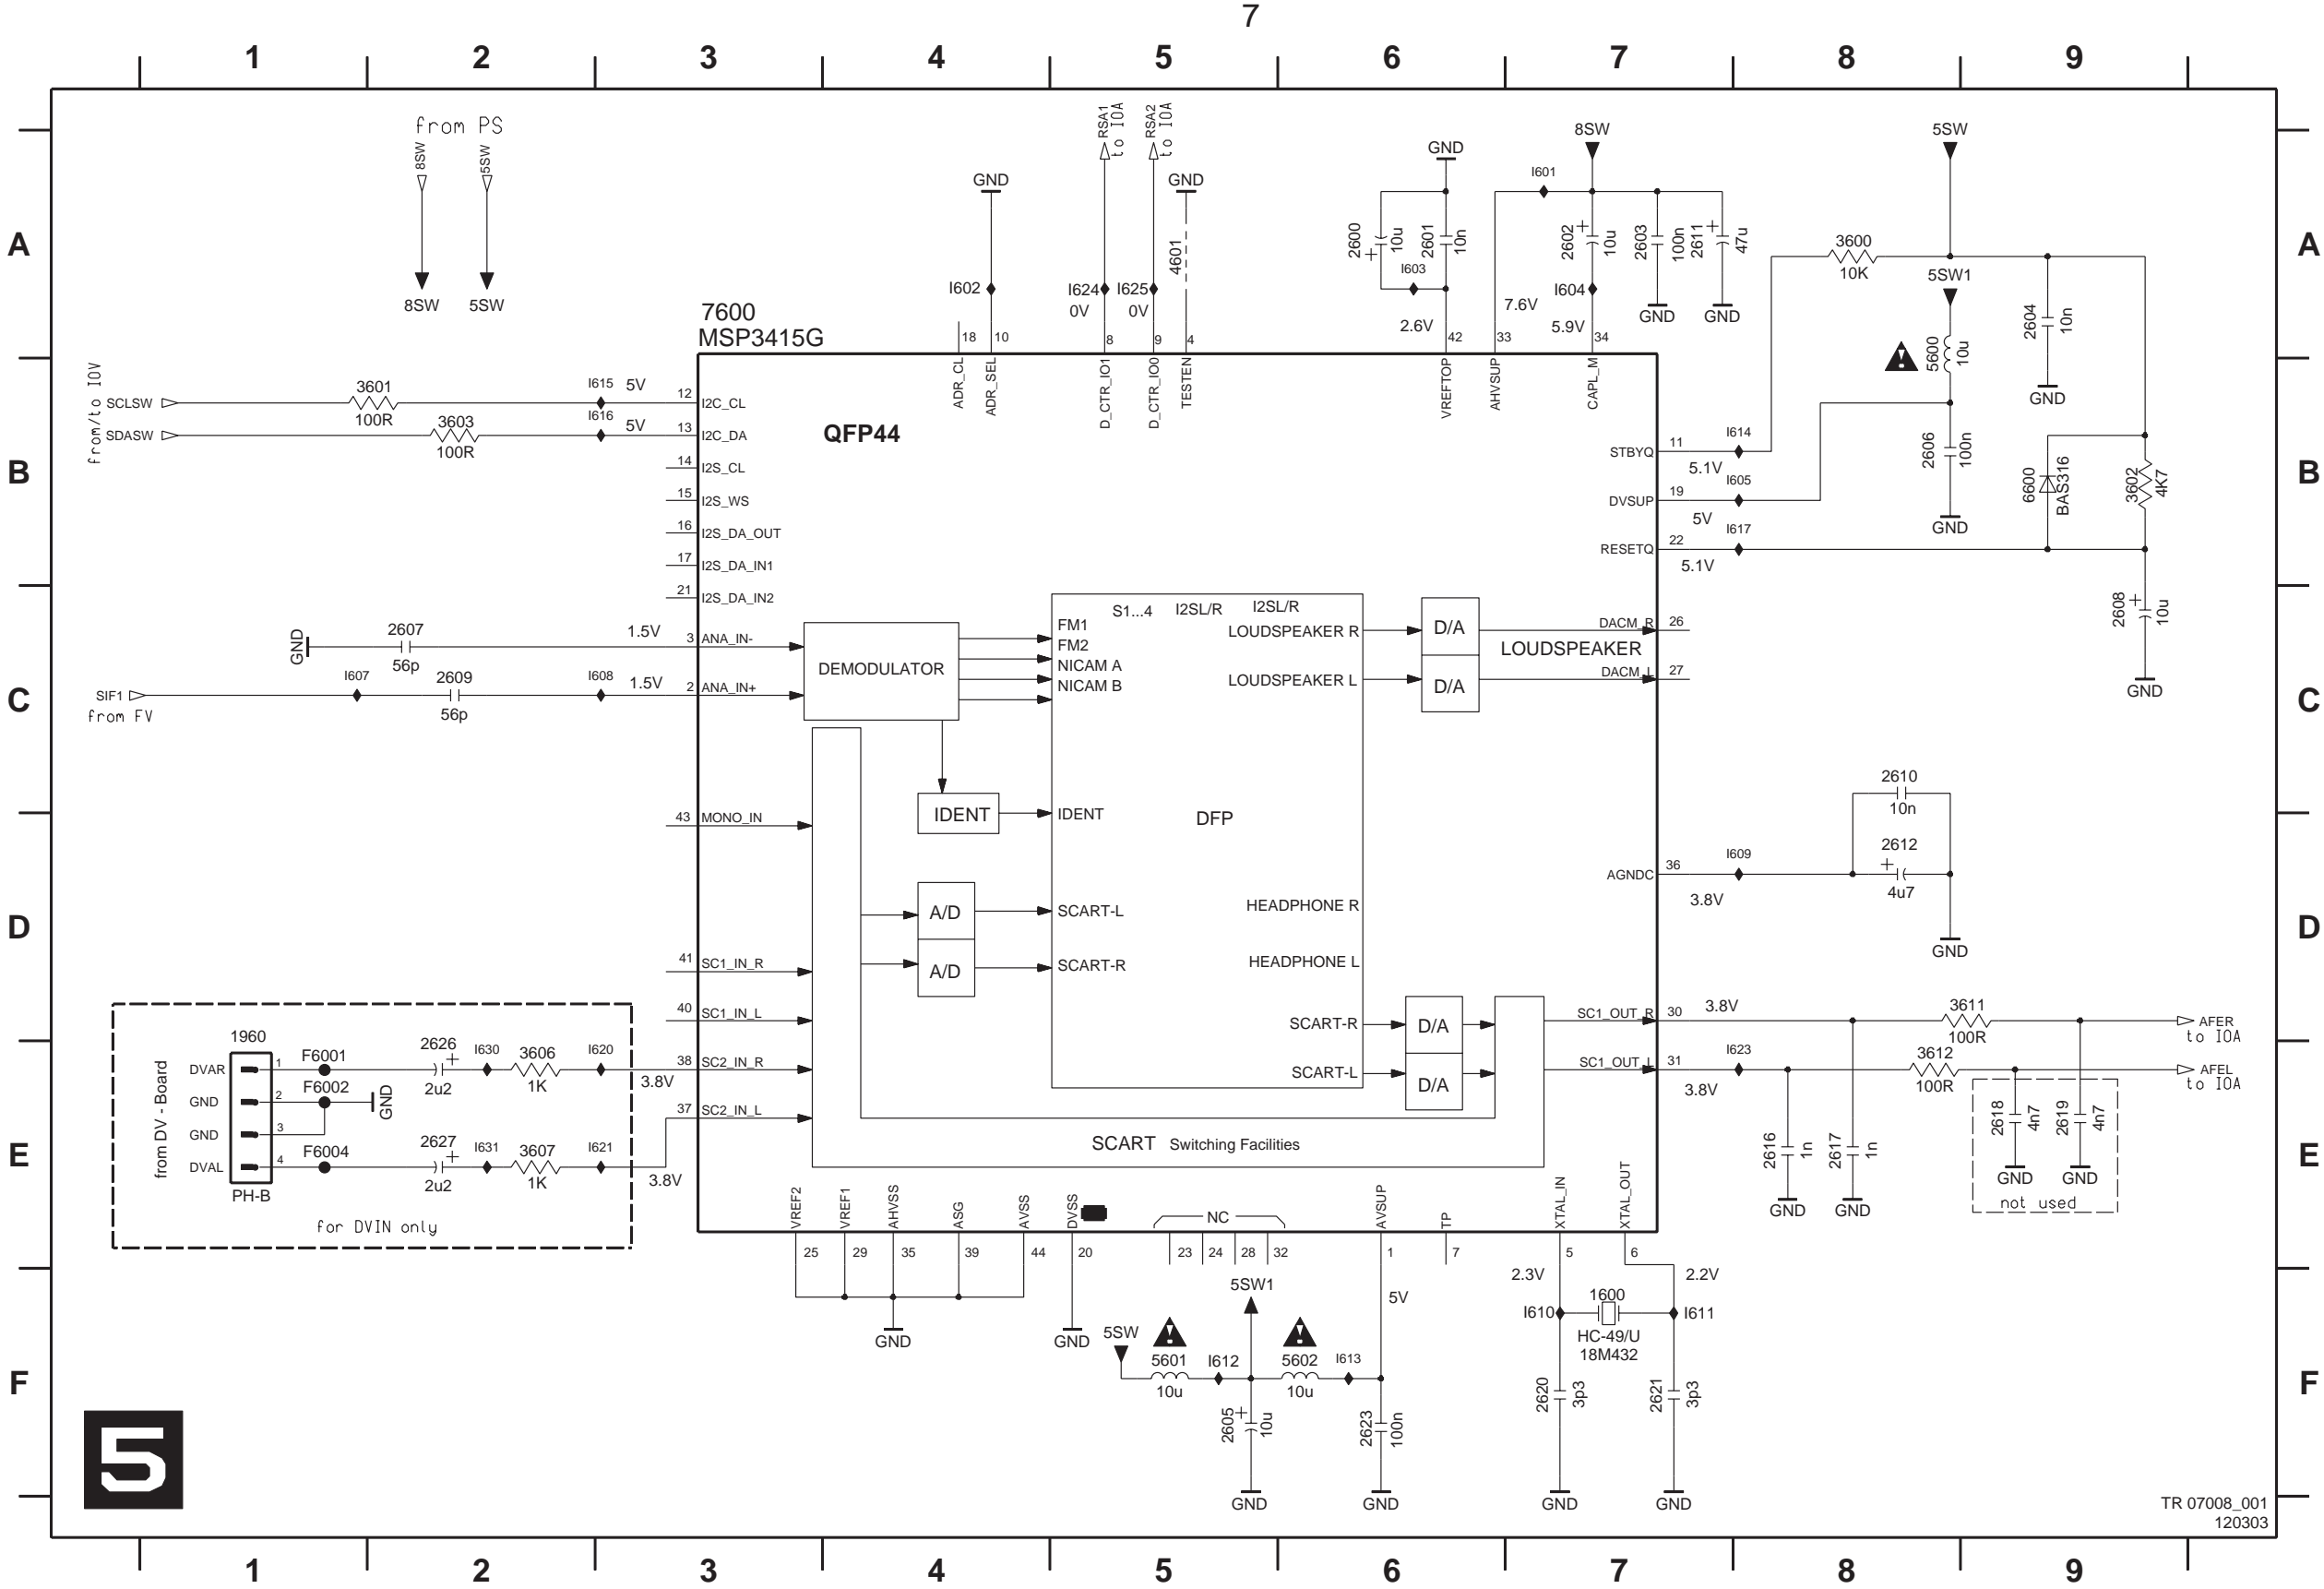 7
1 2 3 4 5 6 7 8 9
from PS
8SW 5SW
8SW 5SW
RSA1
to IOA
RSA2
to IOA
GND
GND
GND
8SW
5SW
A
A
I602
I624
0V
I625
0V
4601
2600
10u
2601
10n
I603
2.6V
I601
7.6V
2602
10u
I604
5.9V
2603
100n
2611
47u
GND
GND
3600
10K
5SW1
5600
10u
2604
10n
GND
7600
MSP3415G
18 10 8 9 4 42 33 34
ADR_CL
ADR_SEL
D_CTR_IO1
D_CTR_IO0
TESTEN
VREFTOP
AHVSUP
CAPL_M
from/to IOV
SCLSW
3601
100R
I615
5V
12
I2C_CL
SDASW
3603
100R
I616
5V
13
I2C_DA
QFP44
B
B
14
I2S_CL
15
I2S_WS
16
I2S_DA_OUT
17
I2S_DA_IN1
21
I2S_DA_IN2
STBYQ
11
I614
5.1V
DVSUP
19
I605
5V
RESETQ
22
I617
5.1V
2606
100n
GND
6600
BAS316
3602
4K7
2608
10u
GND
GND
2607
56p
1.5V
3
ANA_IN-
SIF1
from FV
I607
2609
56p
I608
1.5V
2
ANA_IN+
C
C
DEMODULATOR
FM1
FM2
NICAM A
NICAM B
S1...4
I2SL/R
I2SL/R
LOUDSPEAKER R
LOUDSPEAKER L
D/A
D/A
DACM_R
26
LOUDSPEAKER
DACM_L
27
43
MONO_IN
IDENT
IDENT
DFP
2610
10n
2612
4u7
AGNDC
36
I609
3.8V
GND
D
D
A/D
A/D
SCART-L
SCART-R
HEADPHONE R
HEADPHONE L
41
SC1_IN_R
40
SC1_IN_L
38
SC2_IN_R
37
SC2_IN_L
SCART-R
SCART-L
D/A
D/A
SC1_OUT_R
30
3.8V
SC1_OUT_L
31
I623
3.8V
3611
100R
AFER
to IOA
3612
100R
AFEL
to IOA
from DV - Board
1960
DVAR
GND
GND
DVAL
1
2
3
4
PH-B
F6001
F6002
F6004
GND
2626
2u2
I630
3606
1K
I620
3.8V
2627
2u2
I631
3607
1K
I621
3.8V
for DVIN only
E
E
SCART Switching Facilities
2616
1n
GND
2617
1n
GND
2618
4n7
GND
2619
4n7
GND
not used
VREF2
VREF1
AHVSS
ASG
AVSS
DVSS
NC
AVSUP
TP
XTAL_IN
XTAL_OUT
25 29 35 39 44 20 23 24 28 32 1 7 5 6
GND
GND
5SW
5601
10u
I612
5SW1
5602
10u
I613
5V
2605
10u
GND
2623
100n
GND
2.3V
2.2V
I610
1600
HC-49/U
18M432
I611
2620
3p3
GND
2621
3p3
GND
F
F
5
TR 07008_001
120303
1 2 3 4 5 6 7 8 9